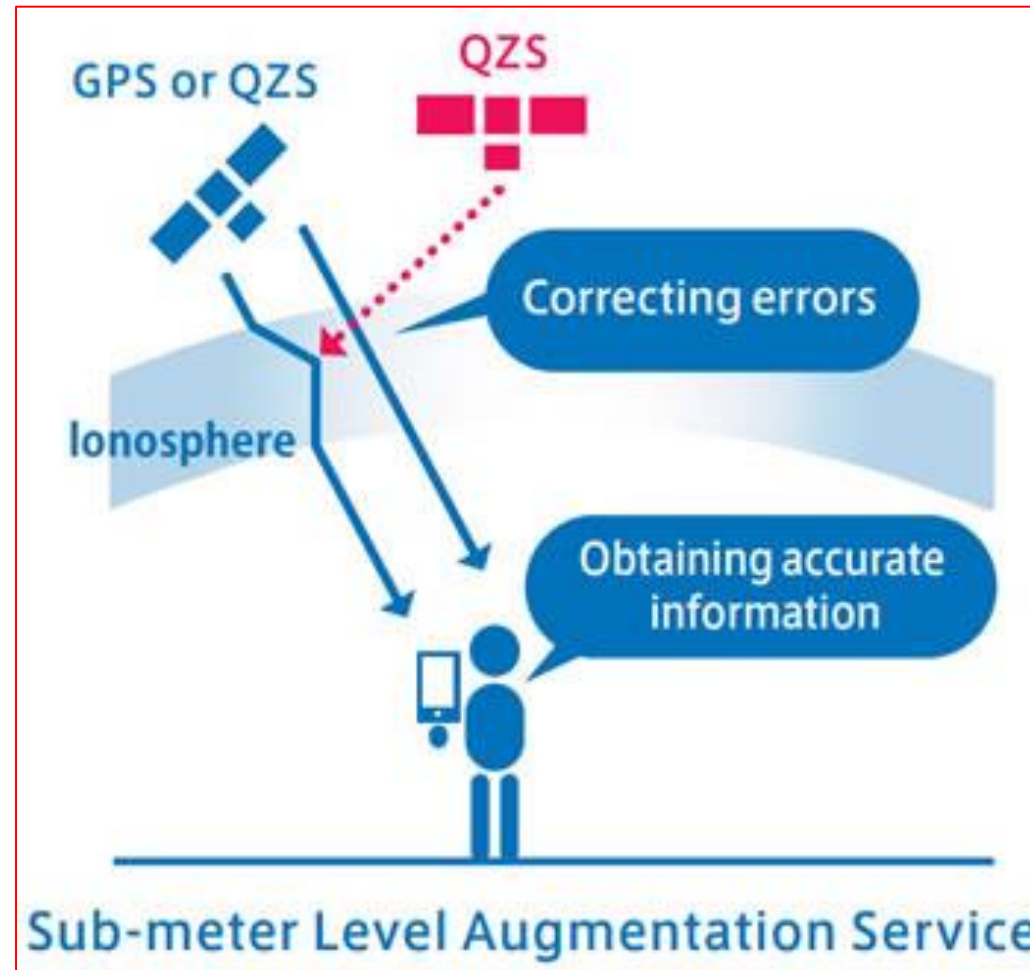 QZS
GPS or QZS
Correcting errors
Ionosphere
Obtaining accurate
information
Sub-meter Level Augmentation Service